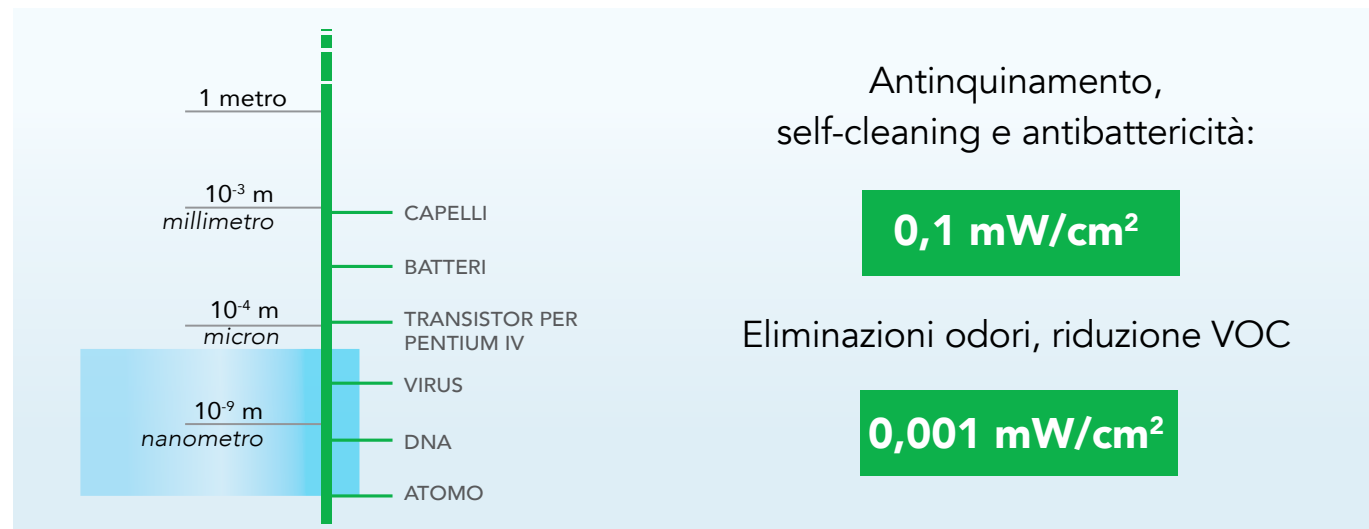 1 metro
10⁻³ m
millimetro
10⁻⁴ m
micron
10⁻⁹ m
nanometro
CAPELLI
BATTERI
TRANSISTOR PER
PENTIUM IV
VIRUS
DNA
ATOMO
Antinquinamento,
self-cleaning e antibattericità:
0,1 mW/cm²
Eliminazioni odori, riduzione VOC
0,001 mW/cm²